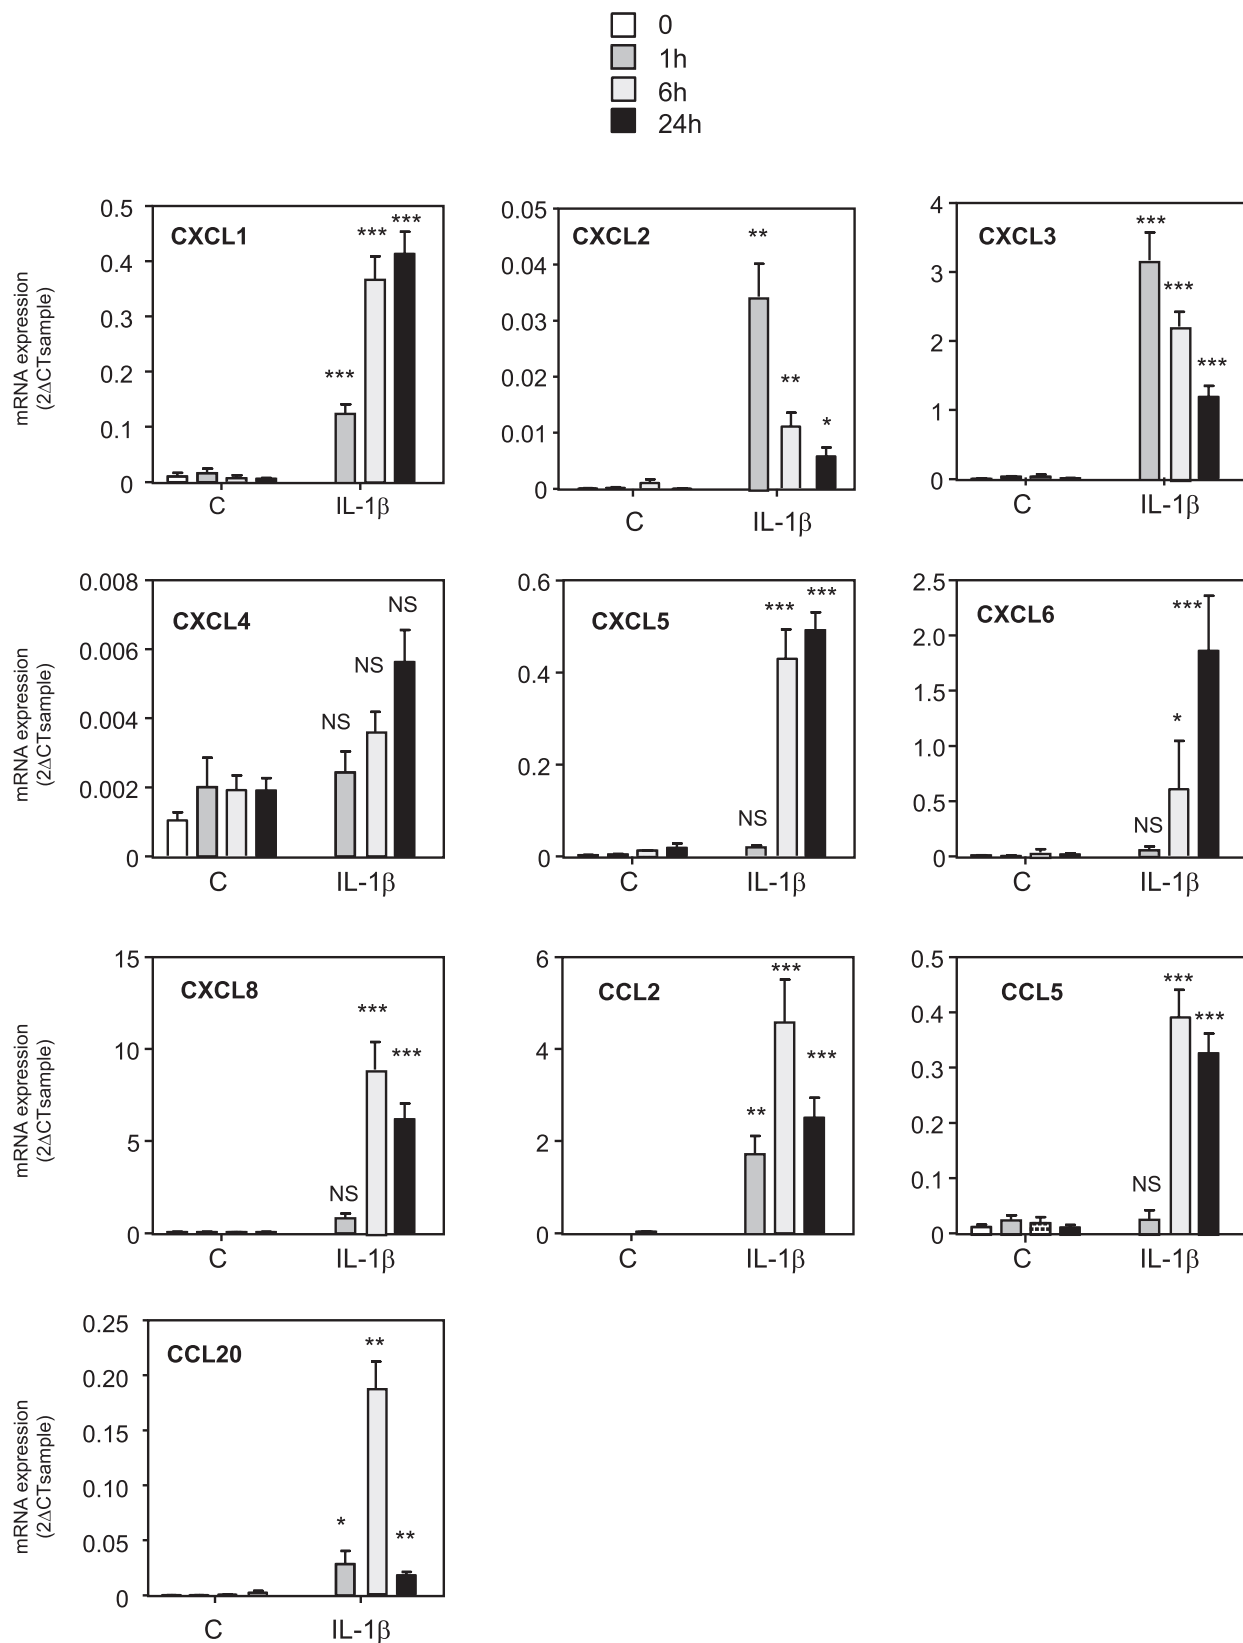 0
1h
6h
24h
CXCL1
mRNA expression
(2ΔCTsample)
0.5
0.4
0.3
0.2
0.1
0
*** *** ***
C IL-1β
CXCL2
0.05
0.04
0.03
0.02
0.01
0
** ** *
C IL-1β
CXCL3
4
3
2
1
0
*** *** ***
C IL-1β
CXCL4
mRNA expression
(2ΔCTsample)
0.008
0.006
0.004
0.002
0
NS NS NS
C IL-1β
CXCL5
0.6
0.4
0.2
0
NS *** ***
C IL-1β
CXCL6
2.5
2.0
1.5
1.0
0.5
0
NS * ***
C IL-1β
CXCL8
mRNA expression
(2ΔCTsample)
15
10
5
0
NS *** ***
C IL-1β
CCL2
6
4
2
0
** *** ***
C IL-1β
CCL5
0.5
0.4
0.3
0.2
0.1
0
NS *** ***
C IL-1β
CCL20
mRNA expression
(2ΔCTsample)
0.25
0.20
0.15
0.10
0.05
0
* ** **
C IL-1β